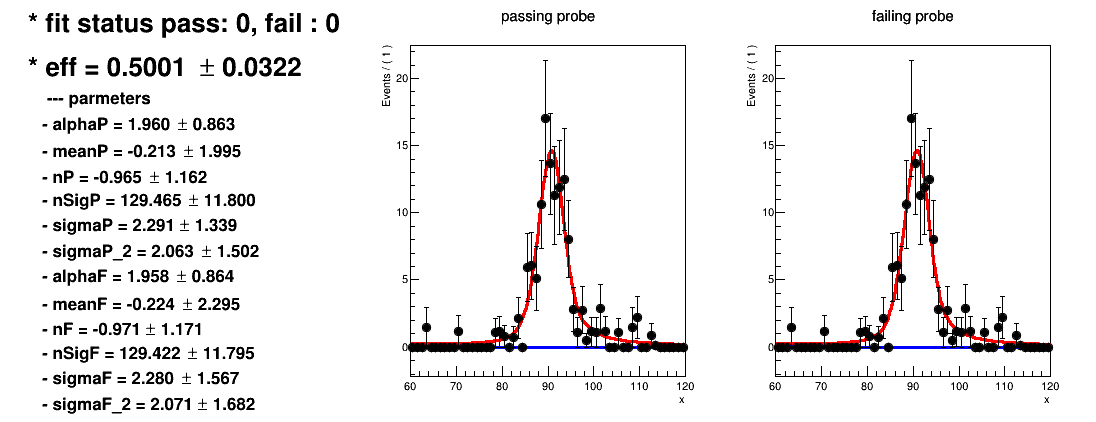 * fit status pass: 0, fail : 0
* eff = 0.5001 ± 0.0322
--- parmeters
- alphaP = 1.960 ± 0.863
- meanP = -0.213 ± 1.995
- nP = -0.965 ± 1.162
- nSigP = 129.465 ± 11.800
- sigmaP = 2.291 ± 1.339
- sigmaP_2 = 2.063 ± 1.502
- alphaF = 1.958 ± 0.864
- meanF = -0.224 ± 2.295
- nF = -0.971 ± 1.171
- nSigF = 129.422 ± 11.795
- sigmaF = 2.280 ± 1.567
- sigmaF_2 = 2.071 ± 1.682
passing probe
Events / ( 1 )
20
15
10
5
0
60 70 80 90 100 110 120
x
failing probe
Events / ( 1 )
20
15
10
5
0
60 70 80 90 100 110 120
x